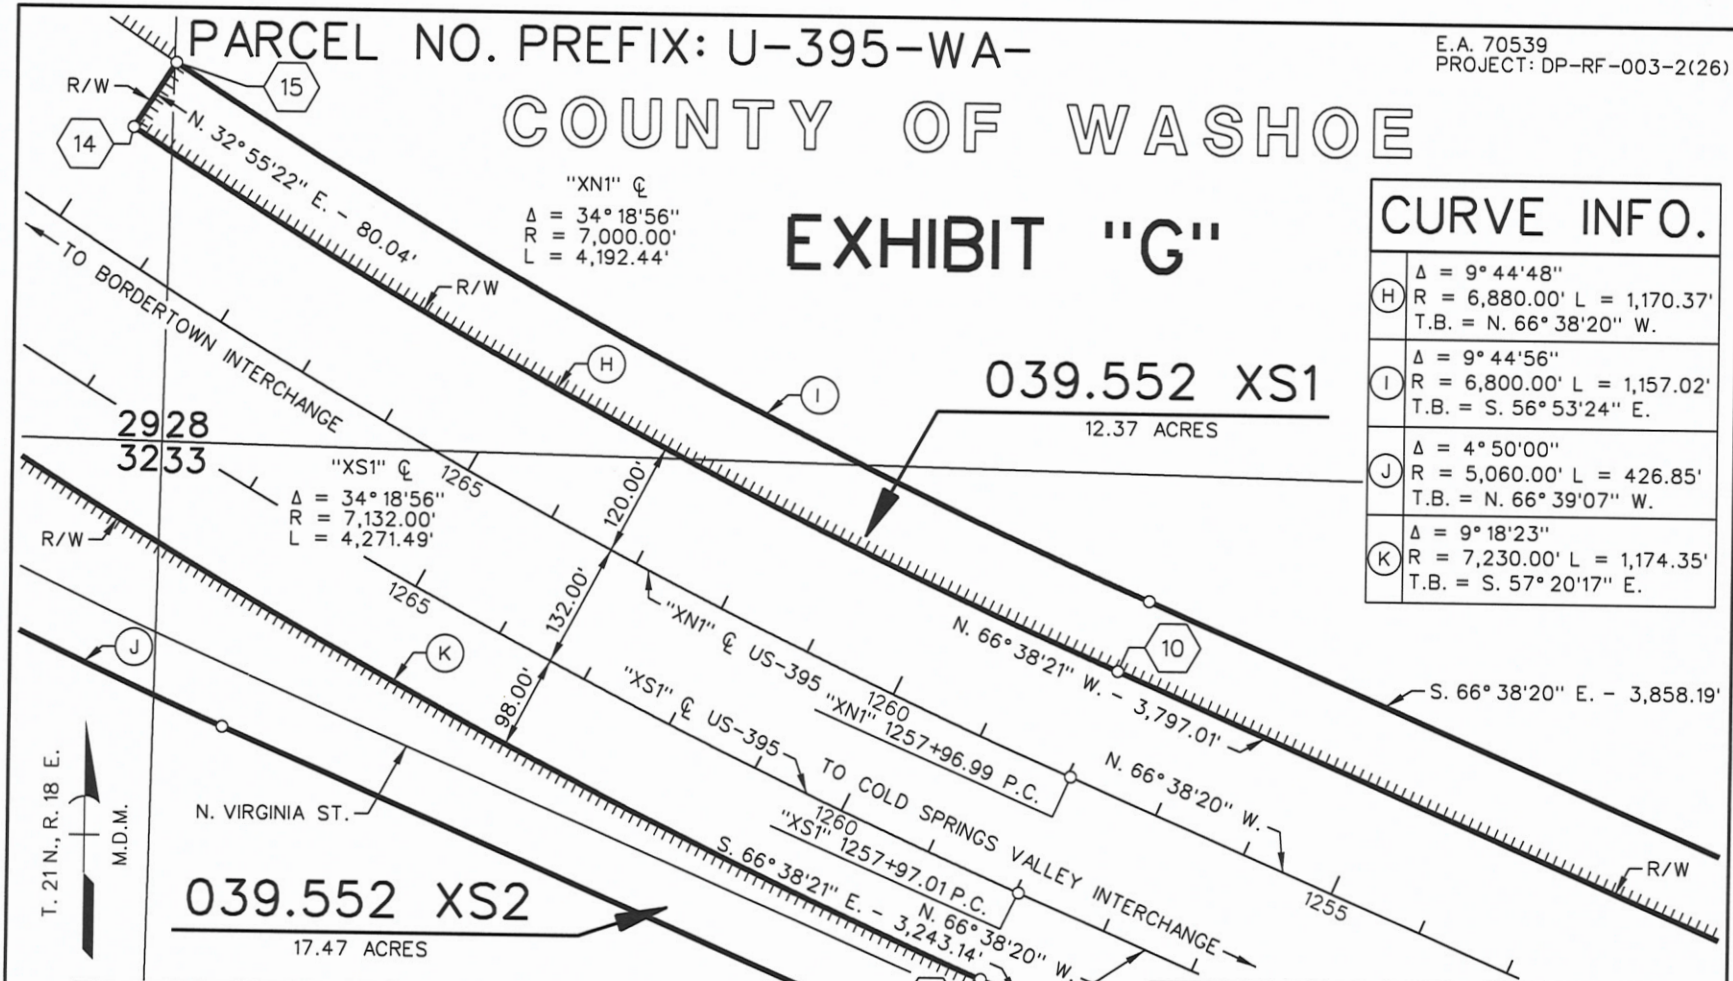 PARCEL NO. PREFIX: U-395-WA-
E.A. 70539
PROJECT: DP-RF-003-2(26)
COUNTY OF WASHOE
EXHIBIT "G"
R/W
15
14
N. 32°55'22" E. - 80.04'
"XN1" ℄
Δ = 34°18'56"
R = 7,000.00'
L = 4,192.44'
CURVE INFO.
H
Δ = 9°44'48"
R = 6,880.00' L = 1,170.37'
T.B. = N. 66°38'20" W.
I
Δ = 9°44'56"
R = 6,800.00' L = 1,157.02'
T.B. = S. 56°53'24" E.
J
Δ = 4°50'00"
R = 5,060.00' L = 426.85'
T.B. = N. 66°39'07" W.
K
Δ = 9°18'23"
R = 7,230.00' L = 1,174.35'
T.B. = S. 57°20'17" E.
TO BORDERTOWN INTERCHANGE
R/W
H
I
039.552 XS1
12.37 ACRES
2928
3233
"XS1" ℄
Δ = 34°18'56"
R = 7,132.00'
L = 4,271.49'
1265
1265
R/W
120.00'
132.00'
98.00'
J
K
"XN1" ℄ US-395
"XS1" ℄ US-395
N. 66°38'21" W. - 3,797.01'
10
S. 66°38'20" E. - 3,858.19'
1260
"XN1" 1257+96.99 P.C.
N. 66°38'20" W.
TO COLD SPRINGS VALLEY INTERCHANGE
1260
"XS1" 1257+97.01 P.C.
N. 66°38'20" W.
S. 66°38'21" E. - 3,243.14'
1255
R/W
N. VIRGINIA ST.
T. 21 N., R. 18 E.
M.D.M.
039.552 XS2
17.47 ACRES